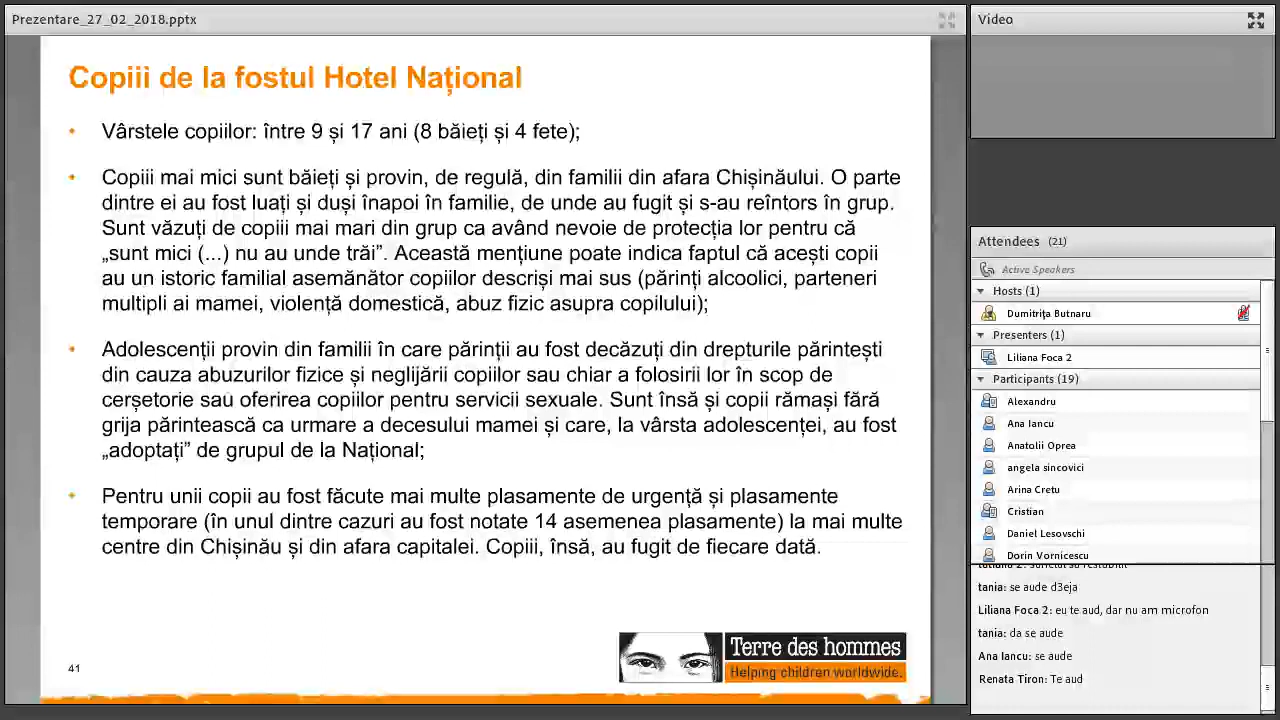 Prezentare_27_02_2018.pptx
Copiii de la fostul Hotel Național
• Vârstele copiilor: între 9 și 17 ani (8 băieți și 4 fete);
• Copiii mai mici sunt băieți și provin, de regulă, din familii din afara Chișinăului. O parte
dintre ei au fost luați și duși înapoi în familie, de unde au fugit și s-au reîntors în grup.
Sunt văzuți de copiii mai mari din grup ca având nevoie de protecția lor pentru că
„sunt mici (...) nu au unde trăi”. Această mențiune poate indica faptul că acești copii
au un istoric familial asemănător copiilor descriși mai sus (părinți alcoolici, parteneri
multipli ai mamei, violență domestică, abuz fizic asupra copilului);
• Adolescenții provin din familii în care părinții au fost decăzuți din drepturile părintești
din cauza abuzurilor fizice și neglijării copiilor sau chiar a folosirii lor în scop de
cerșetorie sau oferirea copiilor pentru servicii sexuale. Sunt însă și copii rămași fără
grija părintească ca urmare a decesului mamei și care, la vârsta adolescenței, au fost
„adoptați” de grupul de la Național;
• Pentru unii copii au fost făcute mai multe plasamente de urgență și plasamente
temporare (în unul dintre cazuri au fost notate 14 asemenea plasamente) la mai multe
centre din Chișinău și din afara capitalei. Copiii, însă, au fugit de fiecare dată.
41
Terre des hommes
Helping children worldwide.
Video
Attendees (21)
Active Speakers
Hosts (1)
Dumitrița Butnaru
Presenters (1)
Liliana Foca 2
Participants (19)
Alexandru
Ana Iancu
Anatolii Oprea
angela sincovici
Arina Cretu
Cristian
Daniel Lesovschi
Dorin Vornicescu
tania: se aude d3eja
Liliana Foca 2: eu te aud, dar nu am microfon
tania: da se aude
Ana Iancu: se aude
Renata Tiron: Te aud